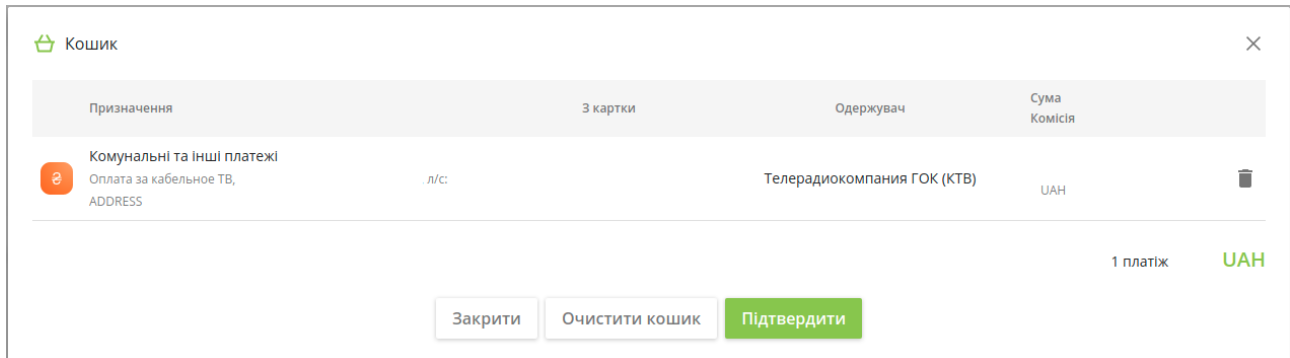 Кошик
Призначення З картки Одержувач Сума
Комісія
Комунальні та інші платежі
Оплата за кабельное ТВ, л/с: Телерадиокомпания ГОК (КТВ)
ADDRESS UAH
1 платіж UAH
Закрити Очистити кошик Підтвердити